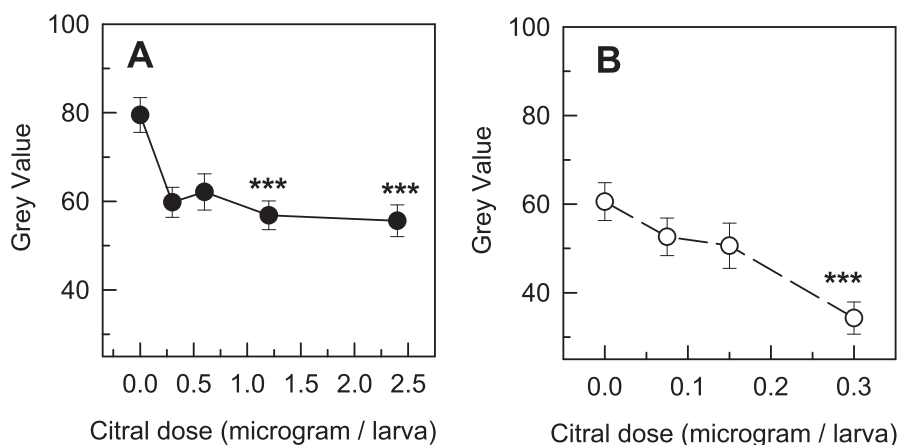 A
Grey Value
100
80
60
40
*** ***
0.0 0.5 1.0 1.5 2.0 2.5
Citral dose (microgram / larva)
B
Grey Value
100
80
60
40
***
0.0 0.1 0.2 0.3
Citral dose (microgram / larva)